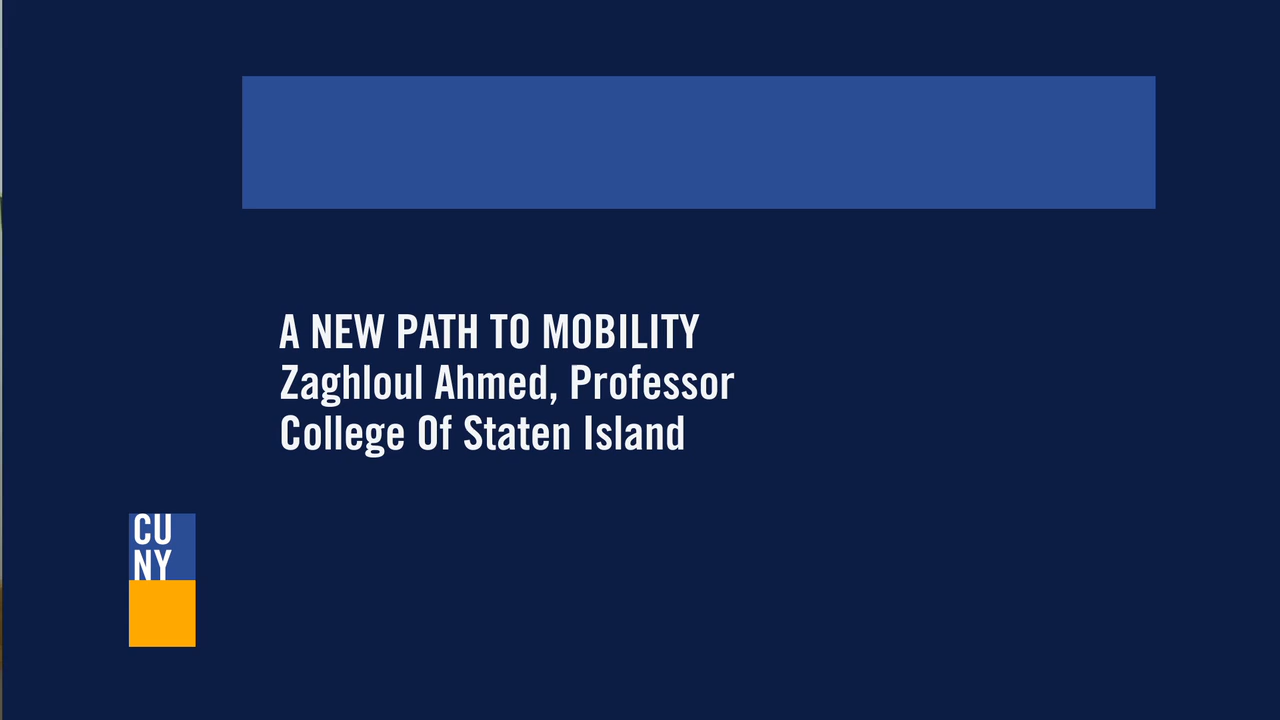 A NEW PATH TO MOBILITY
Zaghloul Ahmed, Professor
College Of Staten Island
CU
NY